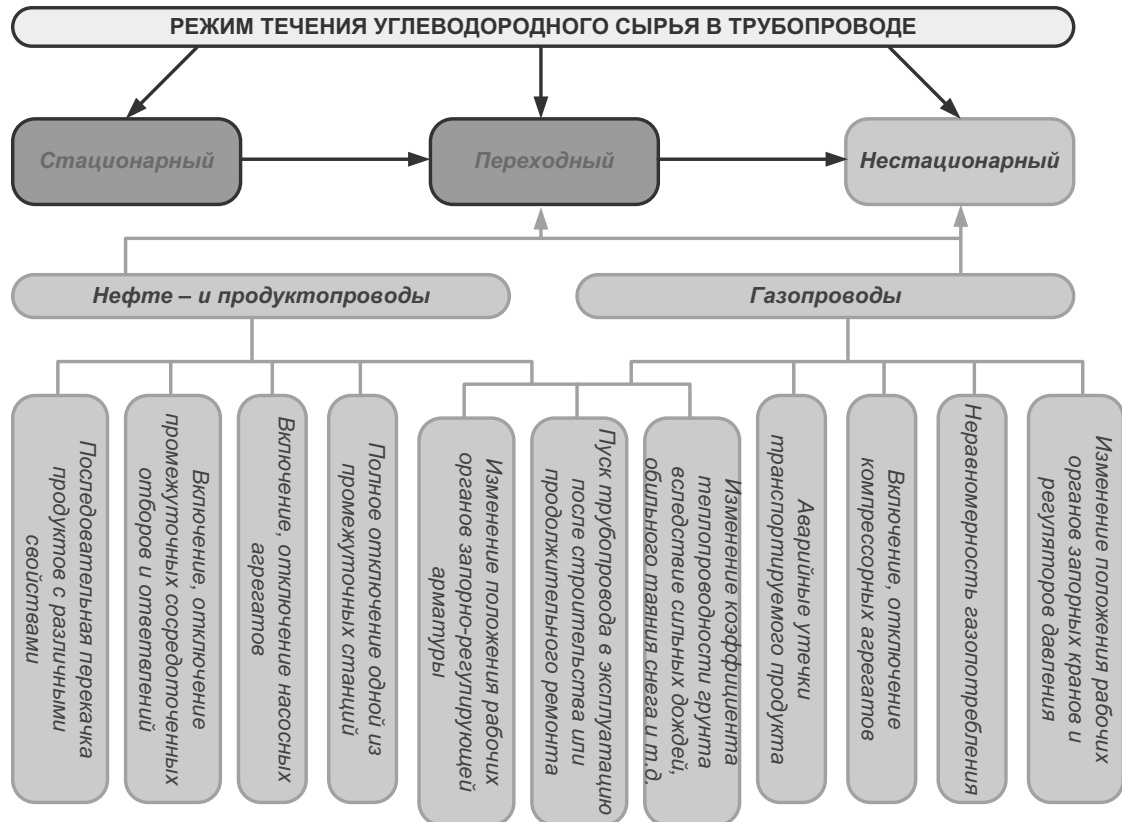 РЕЖИМ ТЕЧЕНИЯ УГЛЕВОДОРОДНОГО СЫРЬЯ В ТРУБОПРОВОДЕ
Стационарный
Переходный
Нестационарный
Нефте – и продуктопроводы
Газопроводы
Последовательная перекачка
продуктов с различными
свойствами
Включение, отключение
промежуточных сосредоточенных
отборов и ответвлений
Включение, отключение насосных
агрегатов
Полное отключение одной из
промежуточных станций
Изменение положения рабочих
органов запорно-регулирующей
арматуры
Пуск трубопровода в эксплуатацию
после строительства или
продолжительного ремонта
Изменение коэффициента
теплопроводности грунта
вследствие сильных дождей,
обильного таяния снега и т.д.
Аварийные утечки
транспортируемого продукта
Включение, отключение
компрессорных агрегатов
Неравномерность газопотребления
Изменение положения рабочих
органов запорных кранов и
регуляторов давления